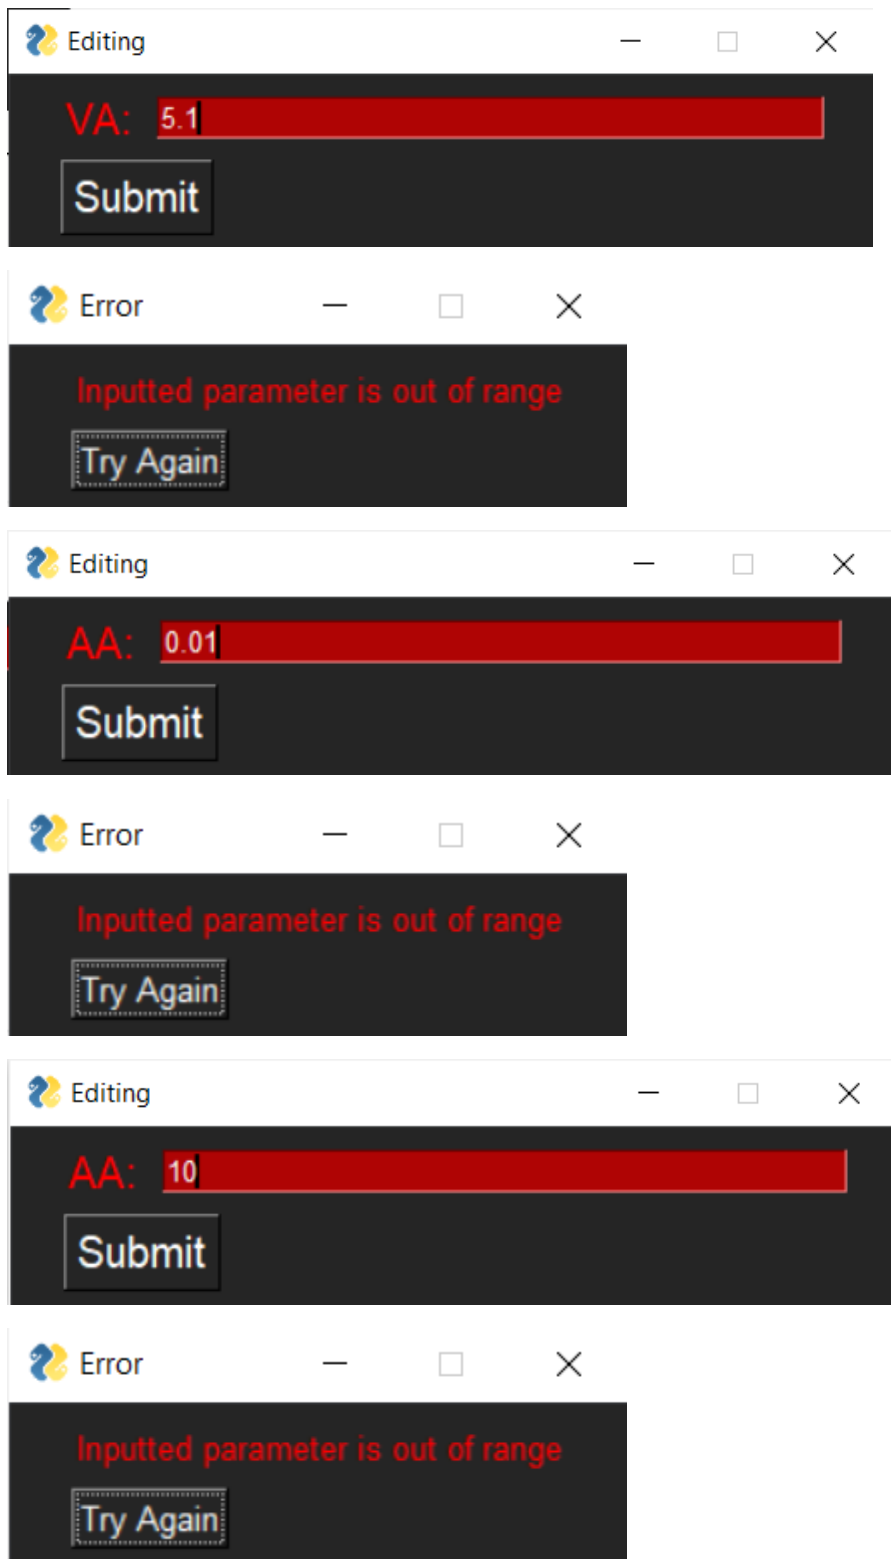 Editing
VA: 5.1
Submit
Error
Inputted parameter is out of range
Try Again
Editing
AA: 0.01
Submit
Error
Inputted parameter is out of range
Try Again
Editing
AA: 10
Submit
Error
Inputted parameter is out of range
Try Again